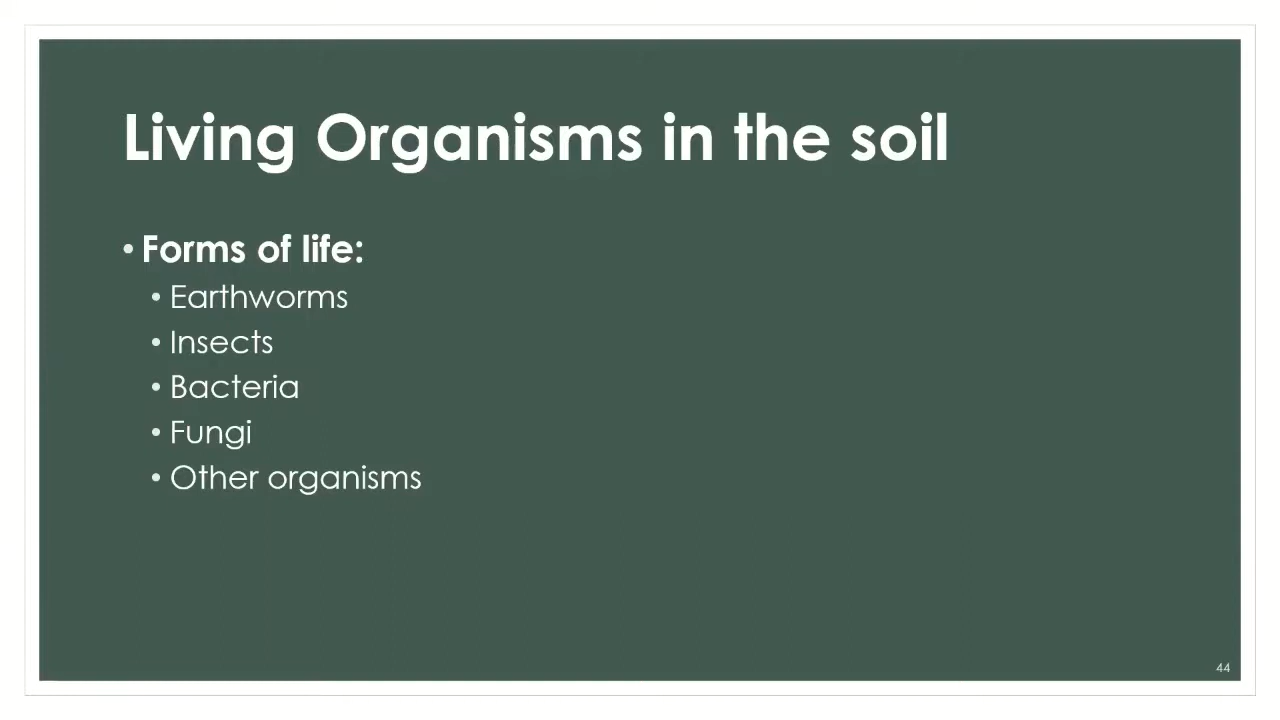 Living Organisms in the soil
• Forms of life:
• Earthworms
• Insects
• Bacteria
• Fungi
• Other organisms
44